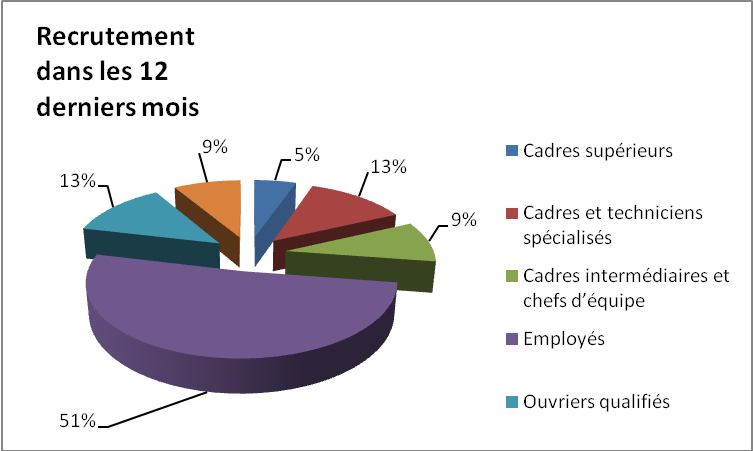 Recrutement
dans les 12
derniers mois
9%
5%
13%
13%
9%
51%
Cadres supérieurs
Cadres et techniciens
spécialisés
Cadres intermédiaires et
chefs d’équipe
Employés
Ouvriers qualifiés